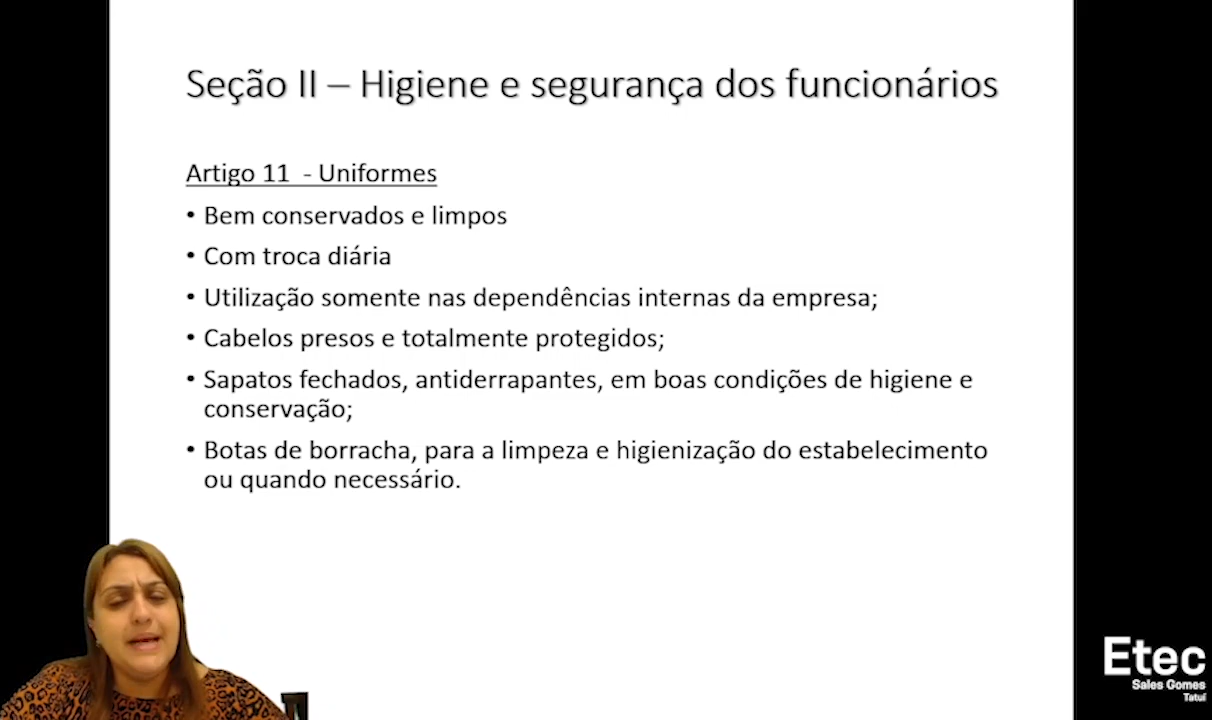 Seção II – Higiene e segurança dos funcionários
Artigo 11  - Uniformes
• Bem conservados e limpos
• Com troca diária
• Utilização somente nas dependências internas da empresa;
• Cabelos presos e totalmente protegidos;
• Sapatos fechados, antiderrapantes, em boas condições de higiene e
conservação;
• Botas de borracha, para a limpeza e higienização do estabelecimento
ou quando necessário.
Etec
Sales Gomes
Tatuí